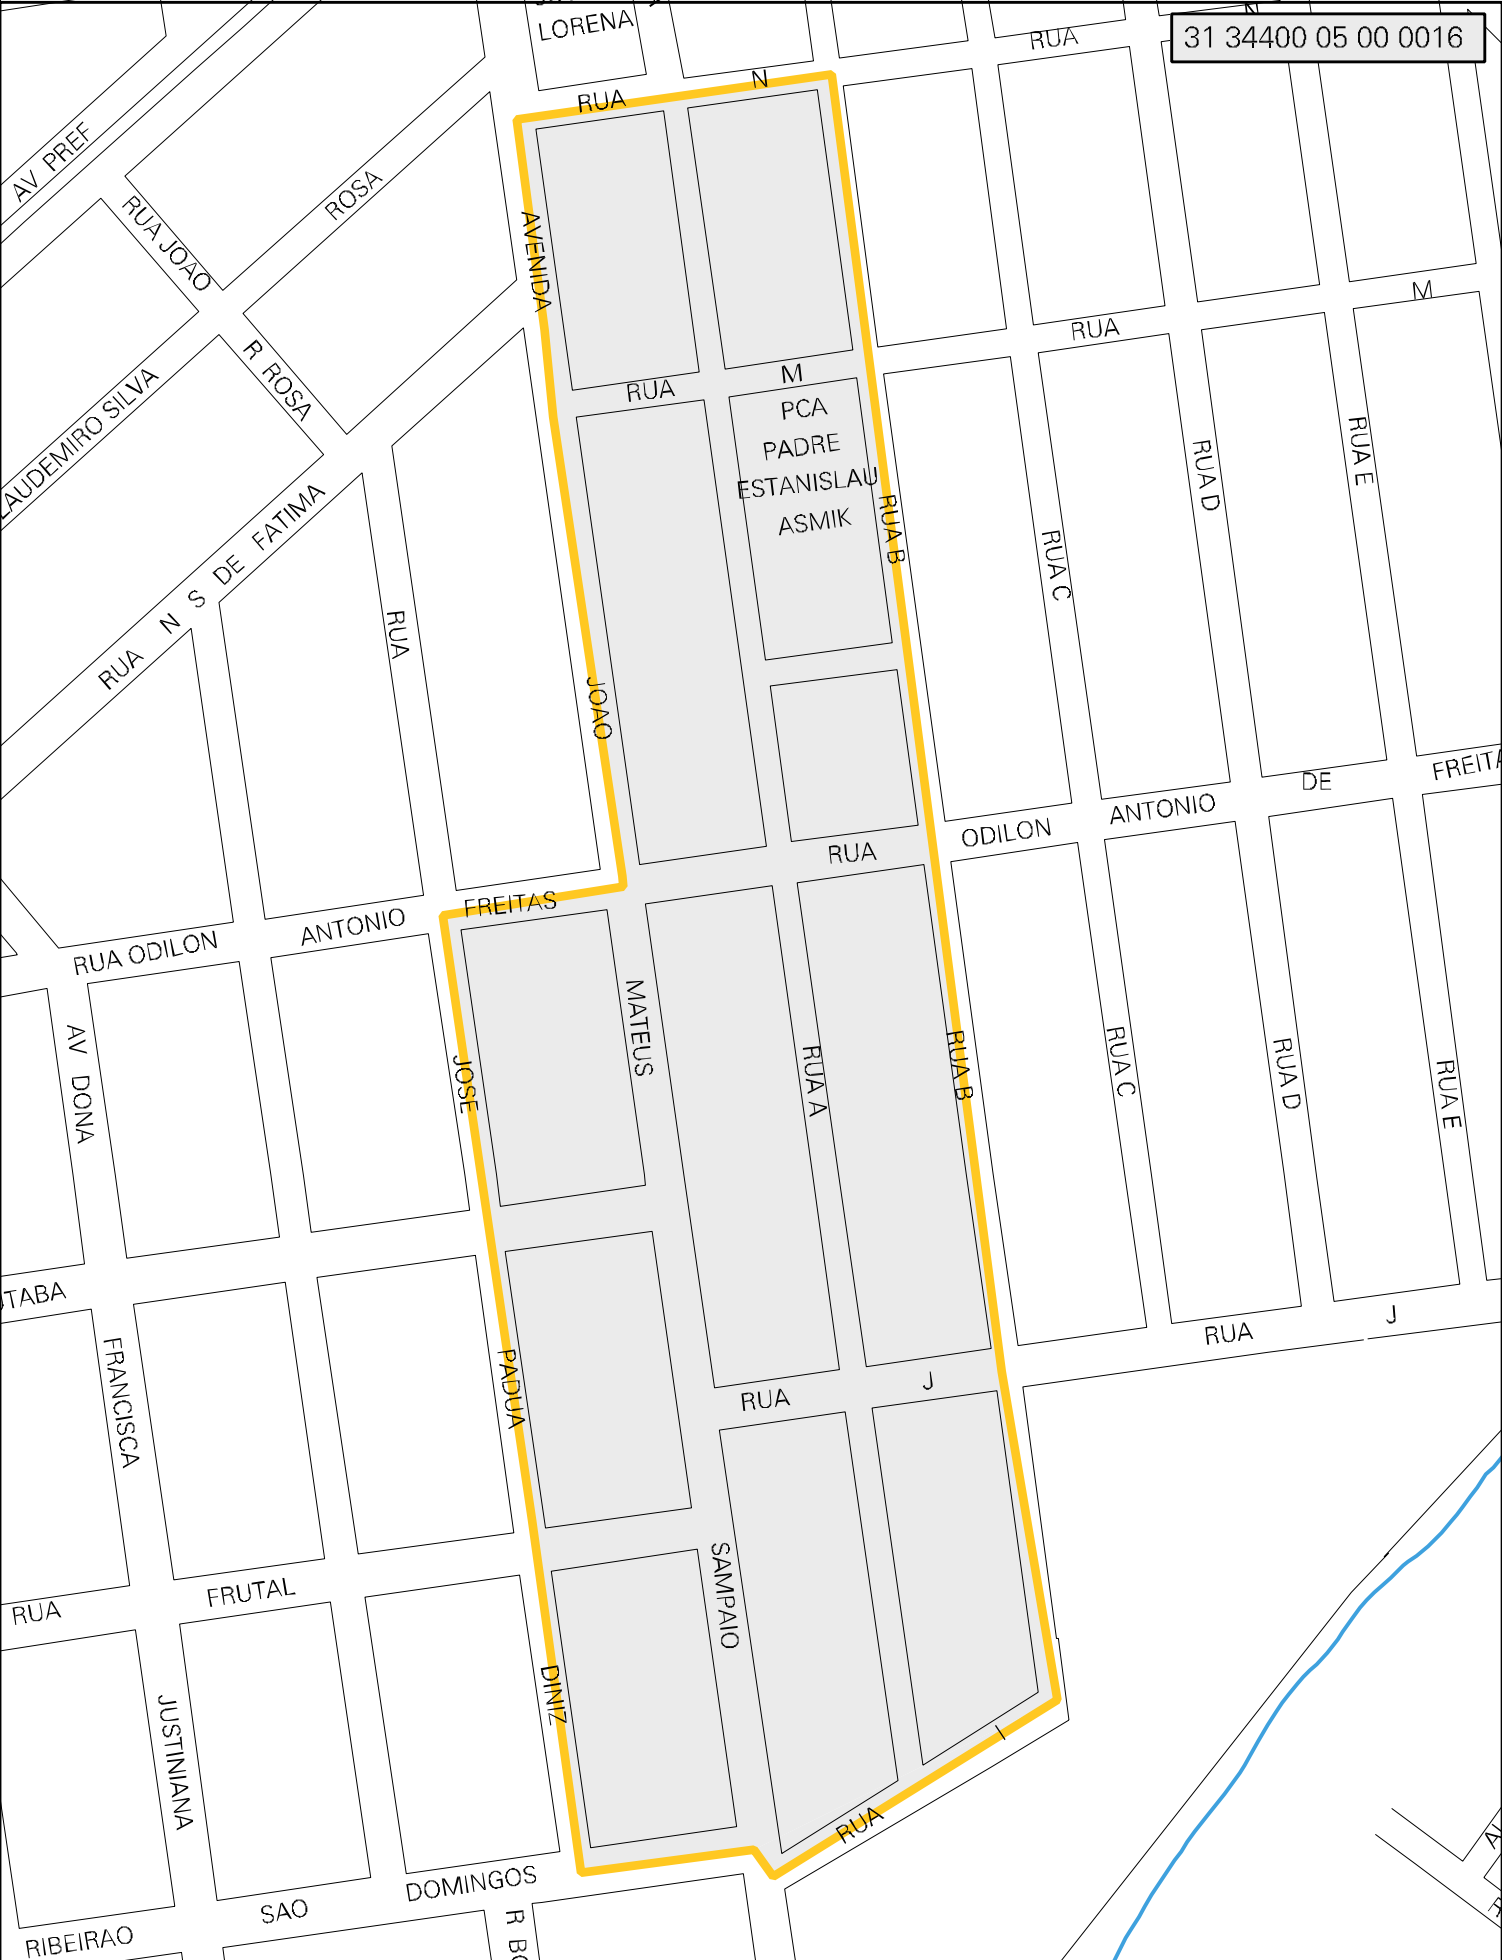 LORENA
RUA
31 34400 05 00 0016
RUA
N
AV PREF
RUA JOAO
ROSA
AVENIDA
M
RUA
R ROSA
RUA
M
PCA
PADRE
ESTANISLAU
ASMIK
LAUDEMIRO SILVA
RUA N S DE FATIMA
RUA
JOAO
RUA B
RUA C
RUA D
RUA E
RUA
ODILON
ANTONIO
DE
FREITA
FREITAS
ANTONIO
RUA ODILON
AV DONA
JOSE
MATEUS
RUA A
RUA B
RUA C
RUA D
RUA E
UTABA
FRANCISCA
PADUA
RUA
J
RUA
J
RUA
FRUTAL
SAMPAIO
JUSTINIANA
DINIZ
RUA
I
DOMINGOS
SAO
RIBEIRAO
R BO